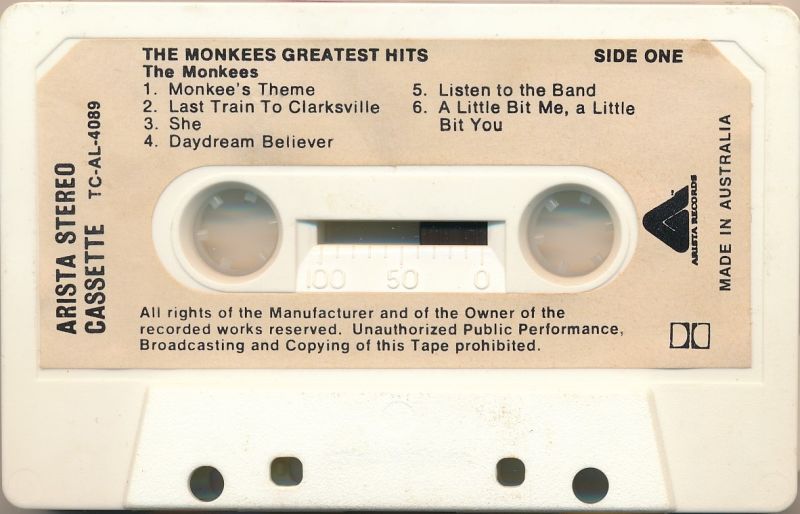 THE MONKEES GREATEST HITS
SIDE ONE
The Monkees
1. Monkee's Theme
2. Last Train To Clarksville
3. She
4. Daydream Believer
5. Listen to the Band
6. A Little Bit Me, a Little
Bit You
ARISTA STEREO
CASSETTE TC-AL-4089
ARISTA RECORDS
MADE IN AUSTRALIA
100 50 0
All rights of the Manufacturer and of the Owner of the
recorded works reserved. Unauthorized Public Performance,
Broadcasting and Copying of this Tape prohibited.